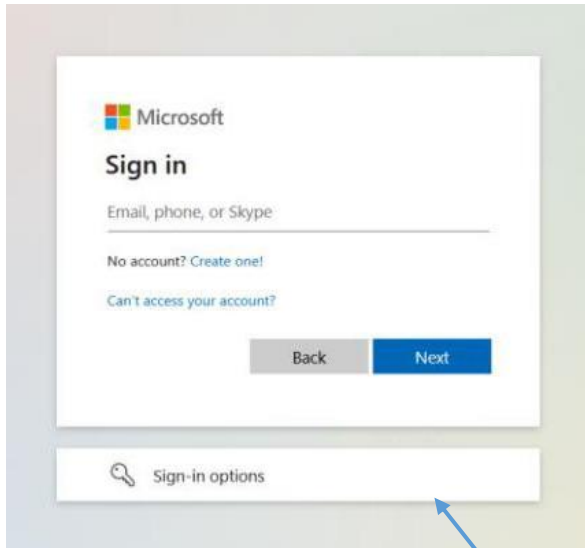 Microsoft
Sign in
Email, phone, or Skype
No account? Create one!
Can't access your account?
Back Next
Sign-in options